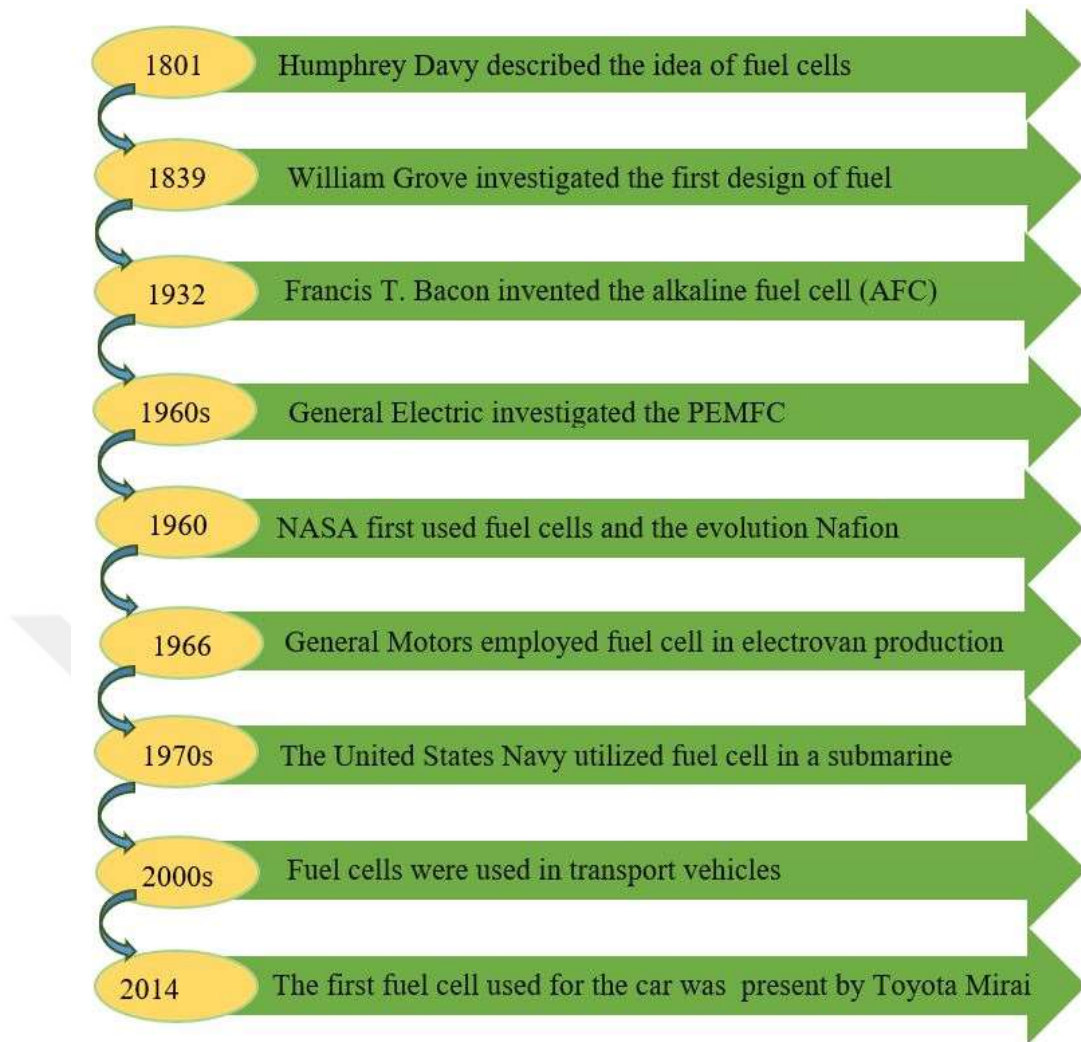 1801 Humphrey Davy described the idea of fuel cells
1839 William Grove investigated the first design of fuel
1932 Francis T. Bacon invented the alkaline fuel cell (AFC)
1960s General Electric investigated the PEMFC
1960 NASA first used fuel cells and the evolution Nafion
1966 General Motors employed fuel cell in electrovan production
1970s The United States Navy utilized fuel cell in a submarine
2000s Fuel cells were used in transport vehicles
2014 The first fuel cell used for the car was present by Toyota Mirai